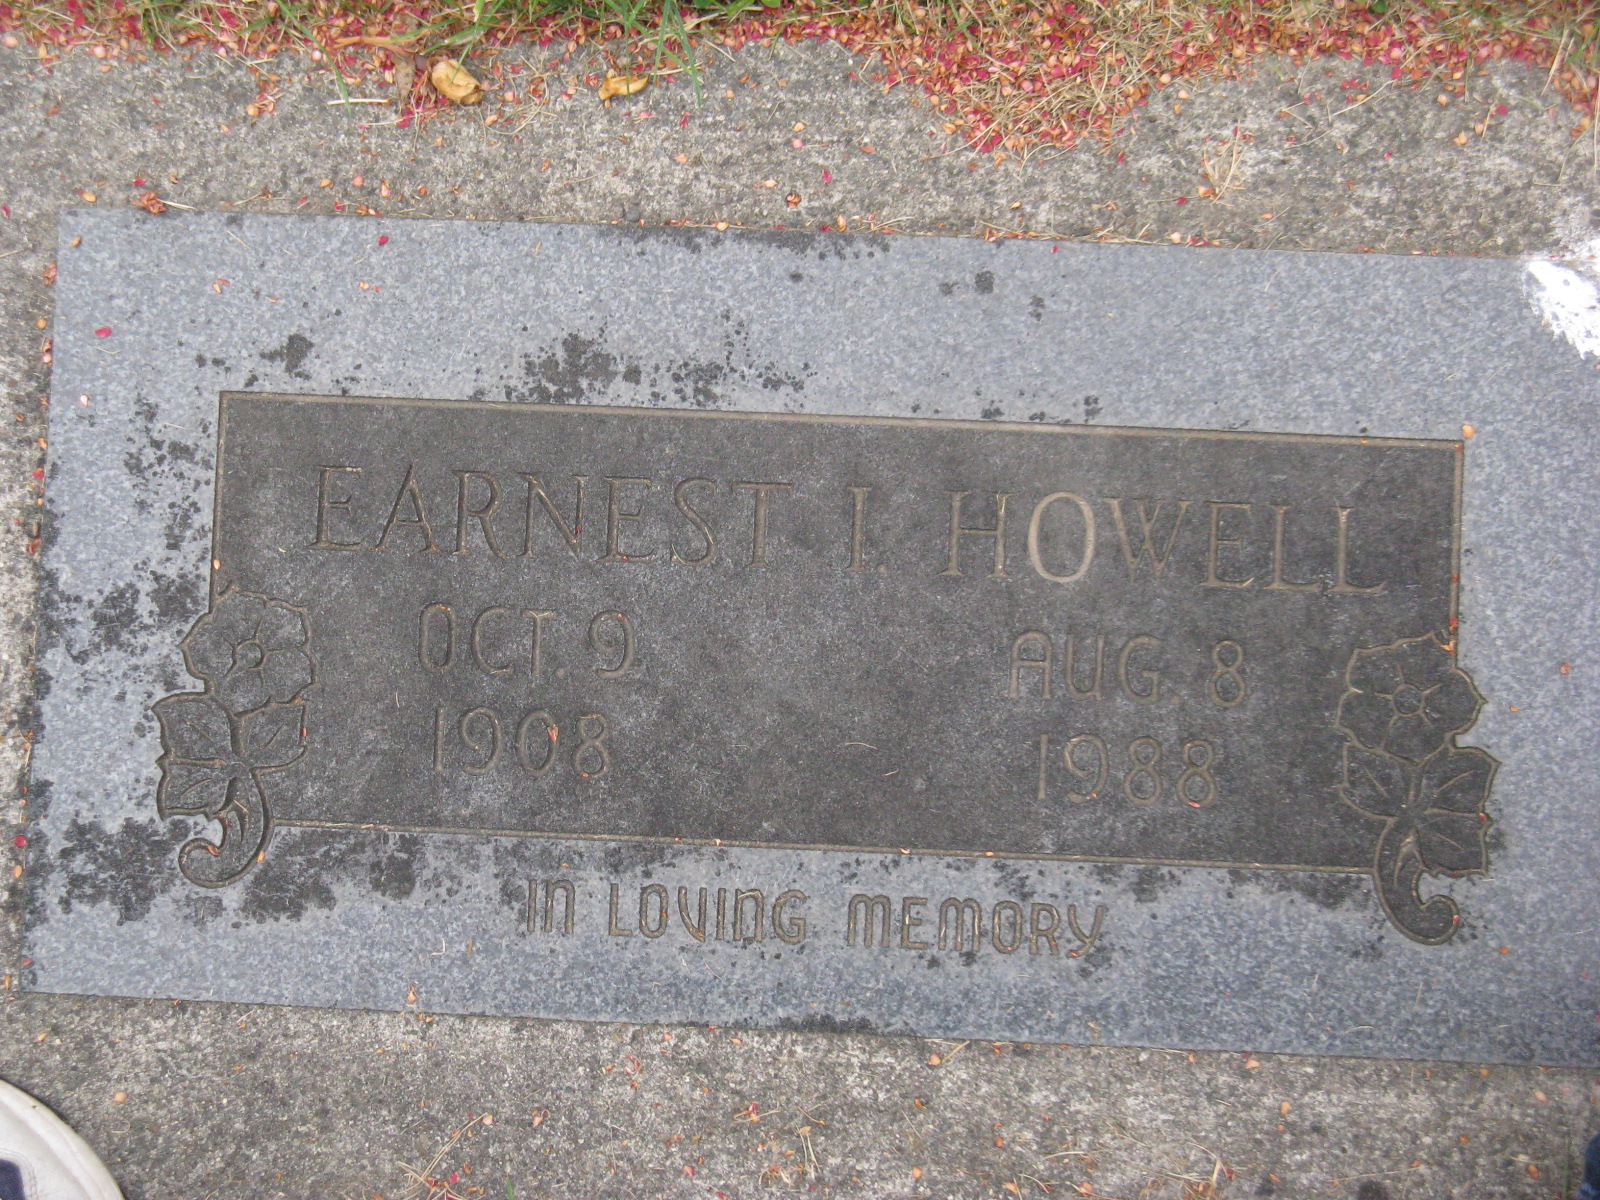 EARNEST I. HOWELL
OCT. 9 AUG. 8
1908 1988
IN LOVING MEMORY